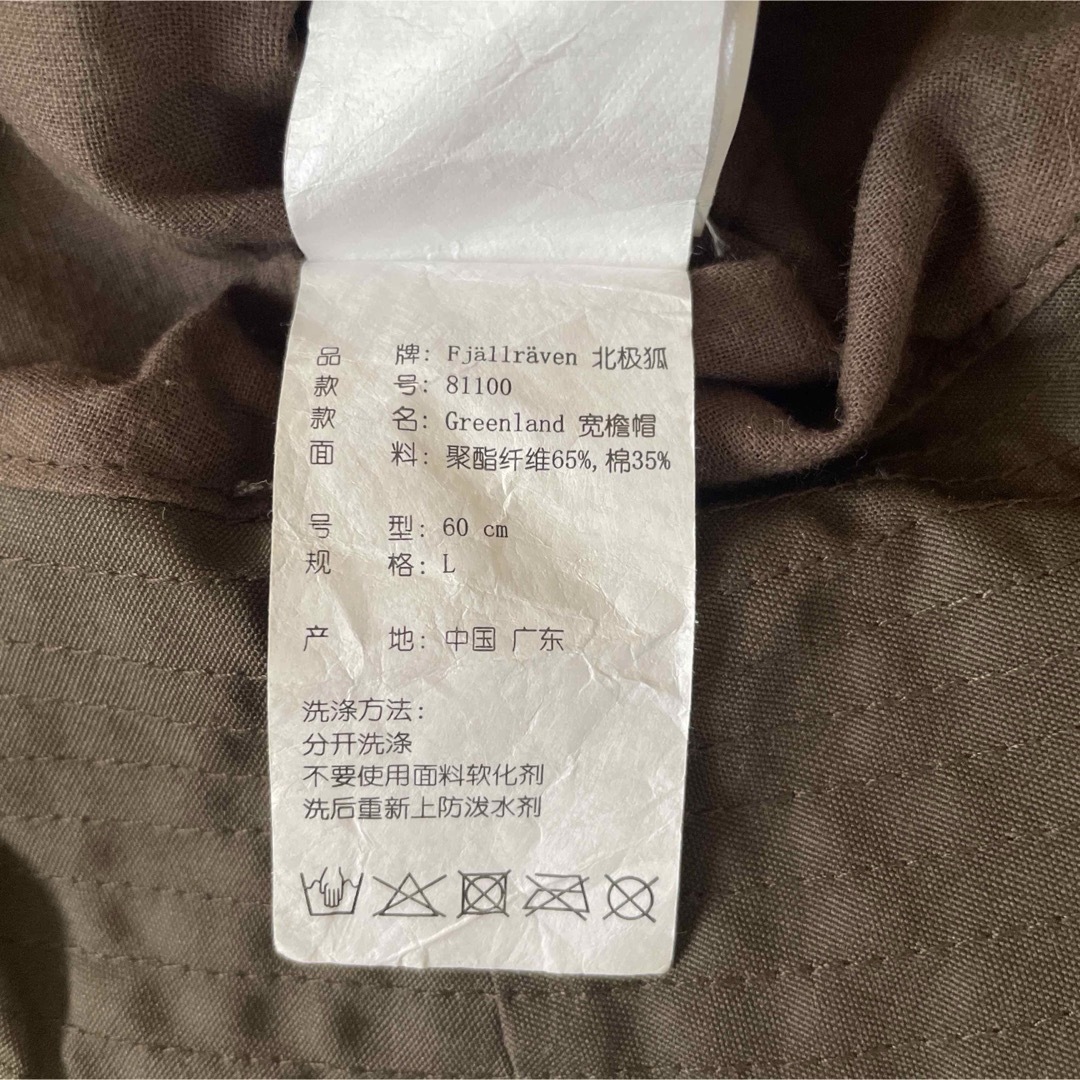 品 牌: Fjällräven 北极狐
款 号: 81100
款 名: Greenland 宽檐帽
面 料: 聚酯纤维65%,棉35%
号 型: 60 cm
规 格: L
产 地: 中国 广东
洗涤方法:
分开洗涤
不要使用面料软化剂
洗后重新上防泼水剂